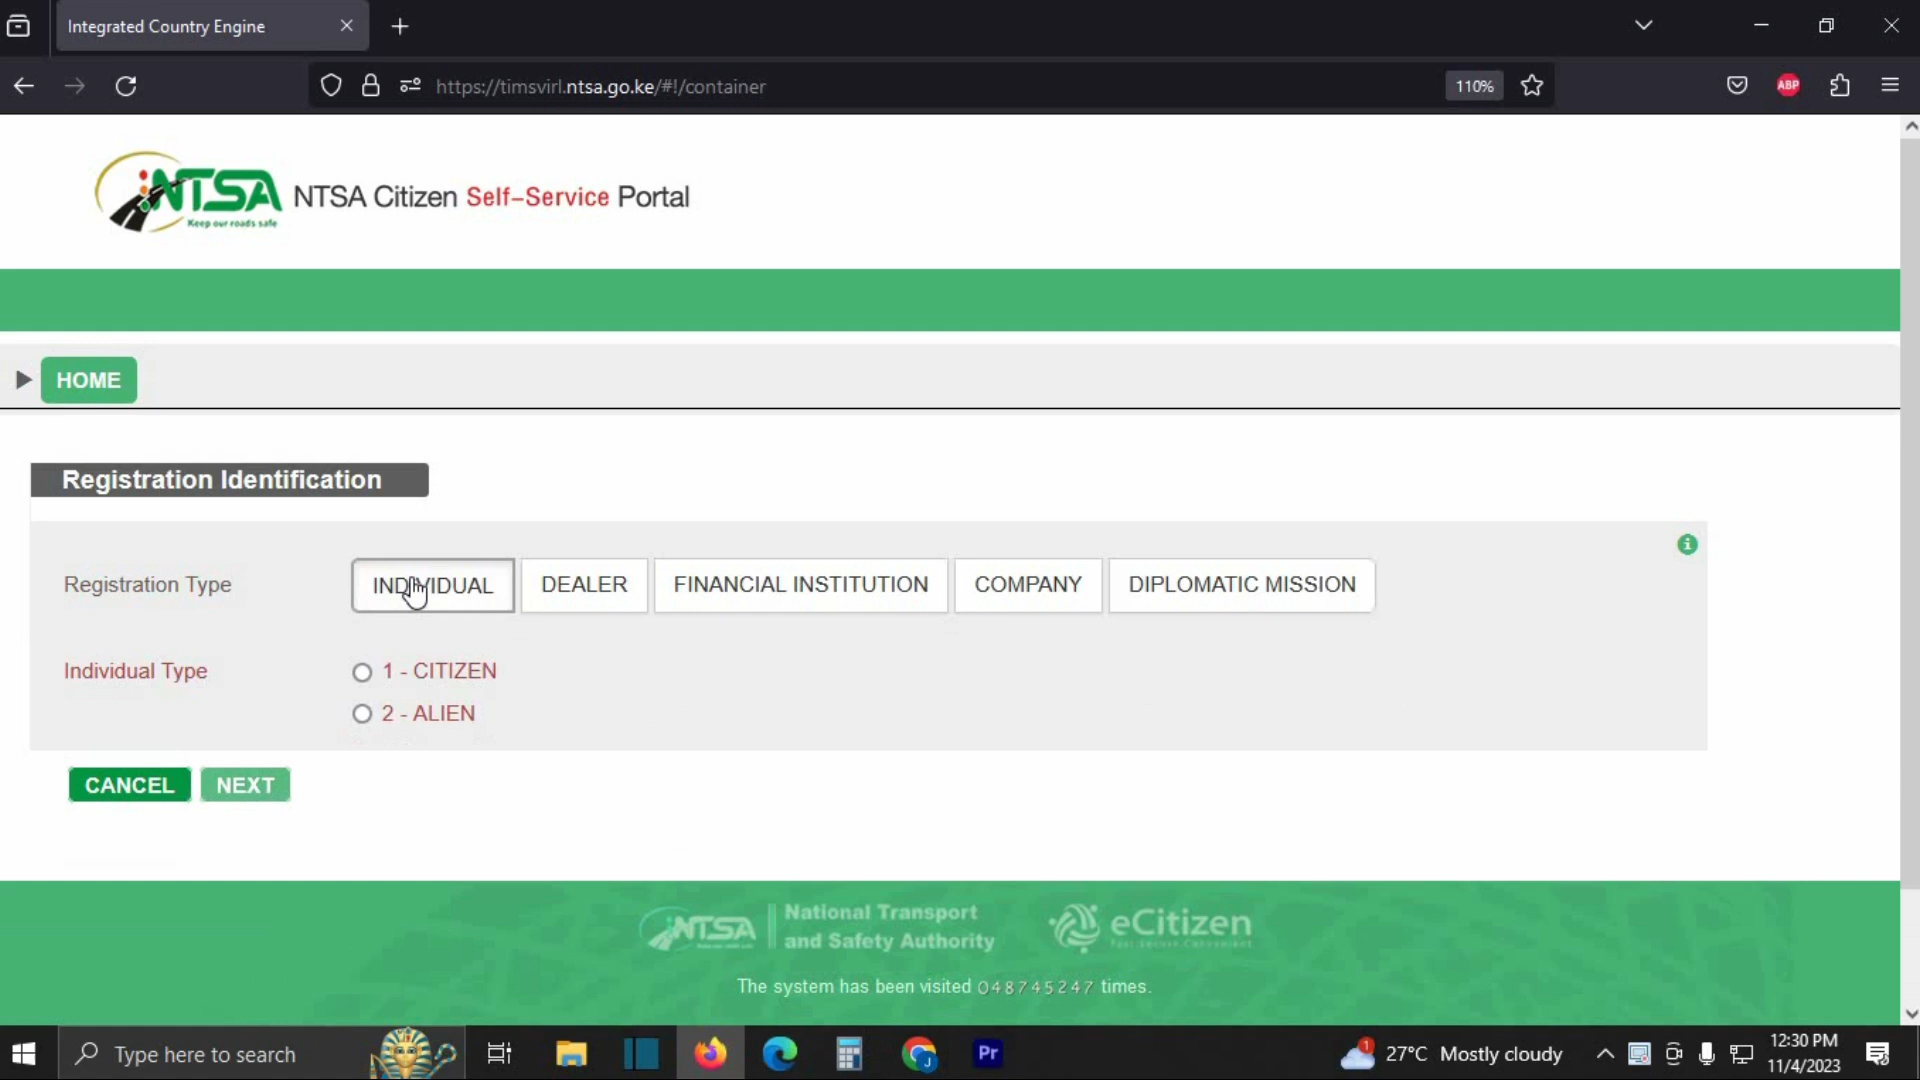 Integrated Country Engine
https://timsvirl.ntsa.go.ke/#!/container
110%
ABP
NTSA
Keep our roads safe
NTSA Citizen Self-Service Portal
HOME
Registration Identification
Registration Type
INDIVIDUAL
DEALER
FINANCIAL INSTITUTION
COMPANY
DIPLOMATIC MISSION
Individual Type
1 - CITIZEN
2 - ALIEN
CANCEL
NEXT
NTSA
National Transport
and Safety Authority
eCitizen
The system has been visited 048745247 times.
Type here to search
J
Pr
1
27°C Mostly cloudy
12:30 PM
11/4/2023